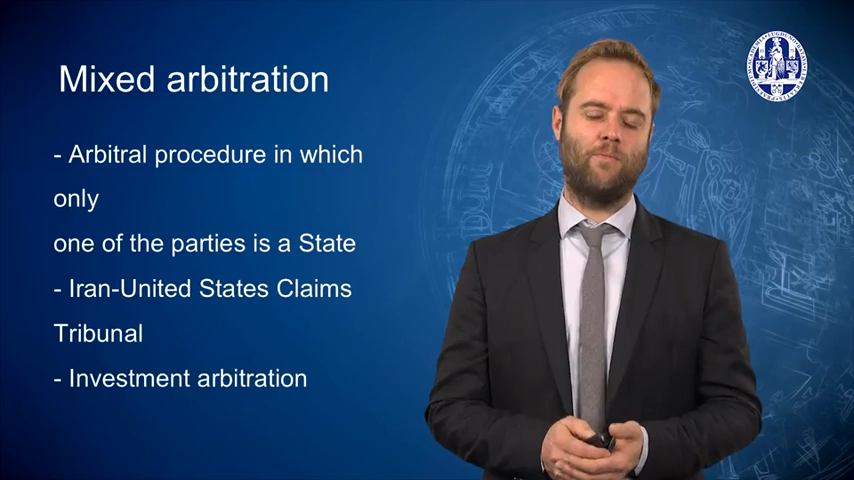 Mixed arbitration
- Arbitral procedure in which
only
one of the parties is a State
- Iran-United States Claims
Tribunal
- Investment arbitration